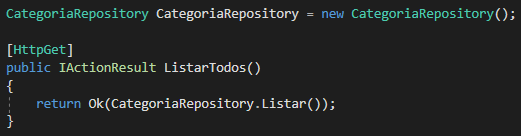 CategoriaRepository CategoriaRepository = new CategoriaRepository();
[HttpGet]
public IActionResult ListarTodos()
{
return Ok(CategoriaRepository.Listar());
}